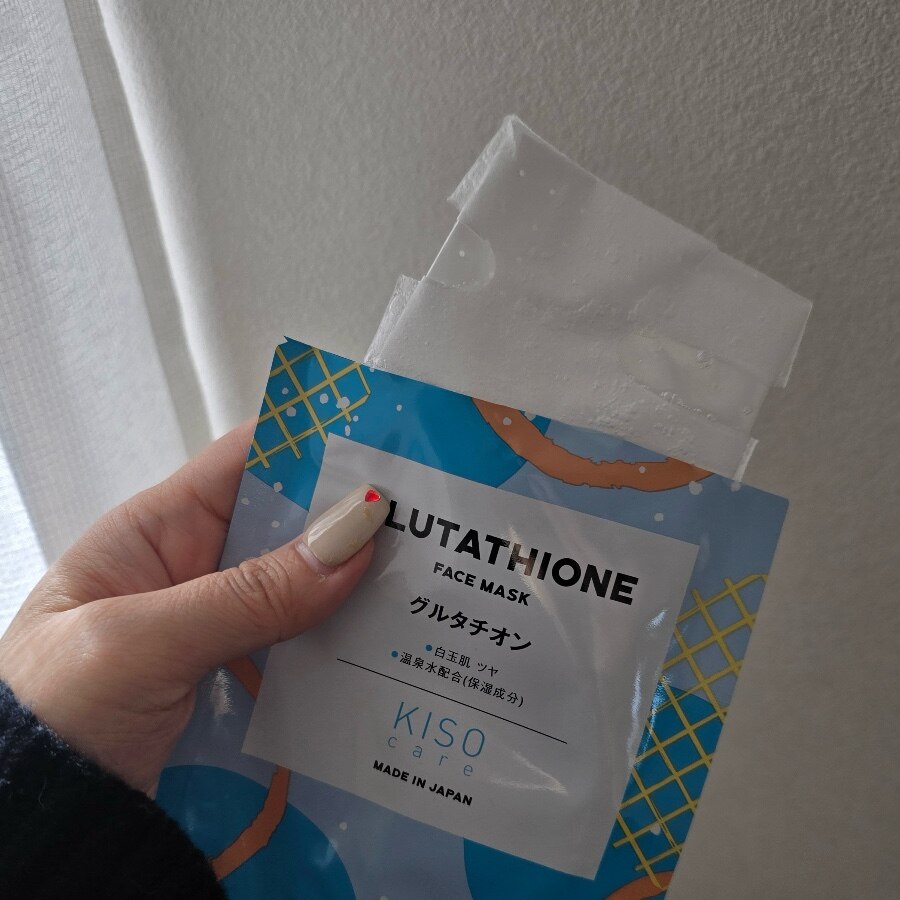 LUTATHIONE
FACE MASK
グルタチオン
●白玉肌 ツヤ
●温泉水配合(保湿成分)
KISO
care
MADE IN JAPAN